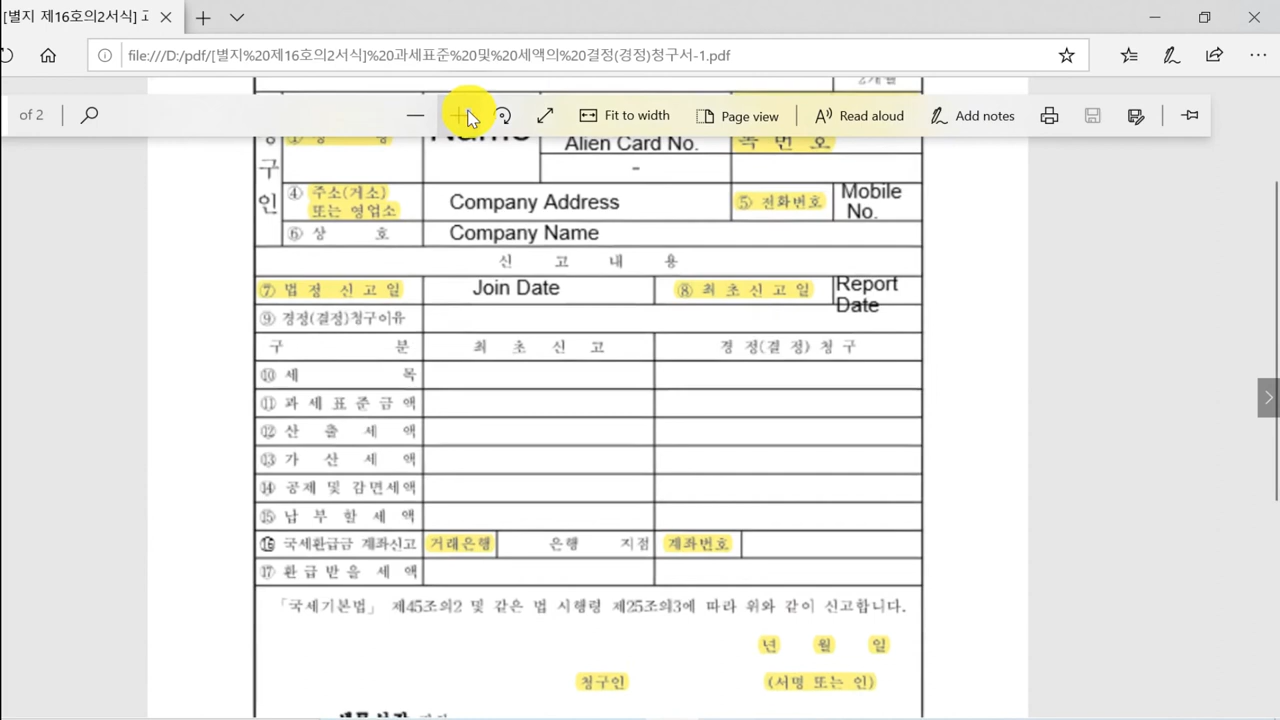 [별지 제16호의2서식] 고
file:///D:/pdf/[별지%20제16호의2서식]%20과세표준%20및%20세액의%20결정(경정)청구서-1.pdf
2개월
of 2
Fit to width
Page view
Read aloud
Add notes
① 성 명
Name
Alien Card No.
록 번 호
구
-
인
④ 주소(거소)
또는 영업소
Company Address
⑤ 전화번호
Mobile
No.
⑥ 상 호
Company Name
신 고 내 용
⑦ 법 정 신 고 일
Join Date
⑧ 최 초 신 고 일
Report
Date
⑨ 경정(결정)청구이유
구 분
최 초 신 고
경 정(결 정) 청 구
⑩ 세 목
⑪ 과 세 표 준 금 액
⑫ 산 출 세 액
⑬ 가 산 세 액
⑭ 공제 및 감면세액
⑮ 납 부 할 세 액
⑯ 국세환급금 계좌신고
거래은행
은행 지점
계좌번호
⑰ 환 급 받 을 세 액
「국세기본법」 제45조의2 및 같은 법 시행령 제25조의3에 따라 위와 같이 신고합니다.
년 월 일
청구인
(서명 또는 인)